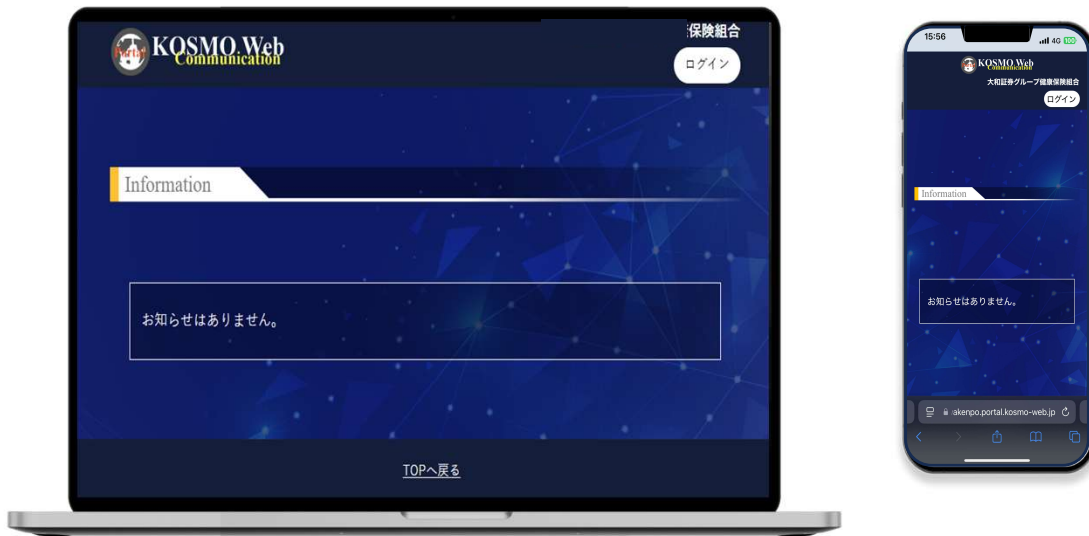 Portal
KOSMO Web
Communication
保険組合
ログイン
Information
お知らせはありません。
TOPへ戻る
15:56
4G 100
KOSMO Web
Communication
大和証券グループ健康保険組合
ログイン
Information
お知らせはありません。
akenpo.portal.kosmo-web.jp